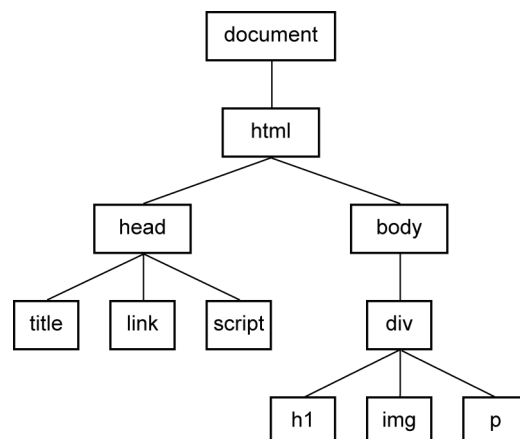 document
html
head
body
title
link
script
div
h1
img
p